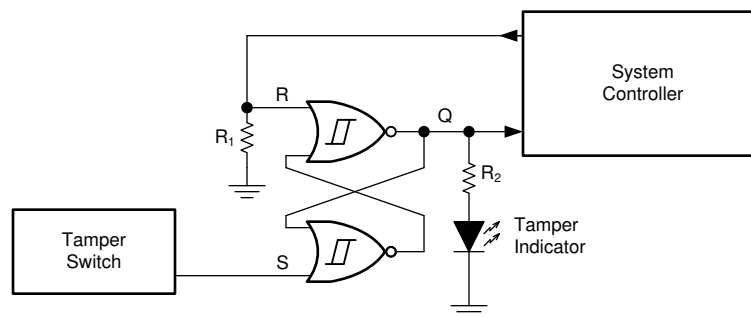 System
Controller
R
Q
R1
R2
Tamper
Switch
S
Tamper
Indicator